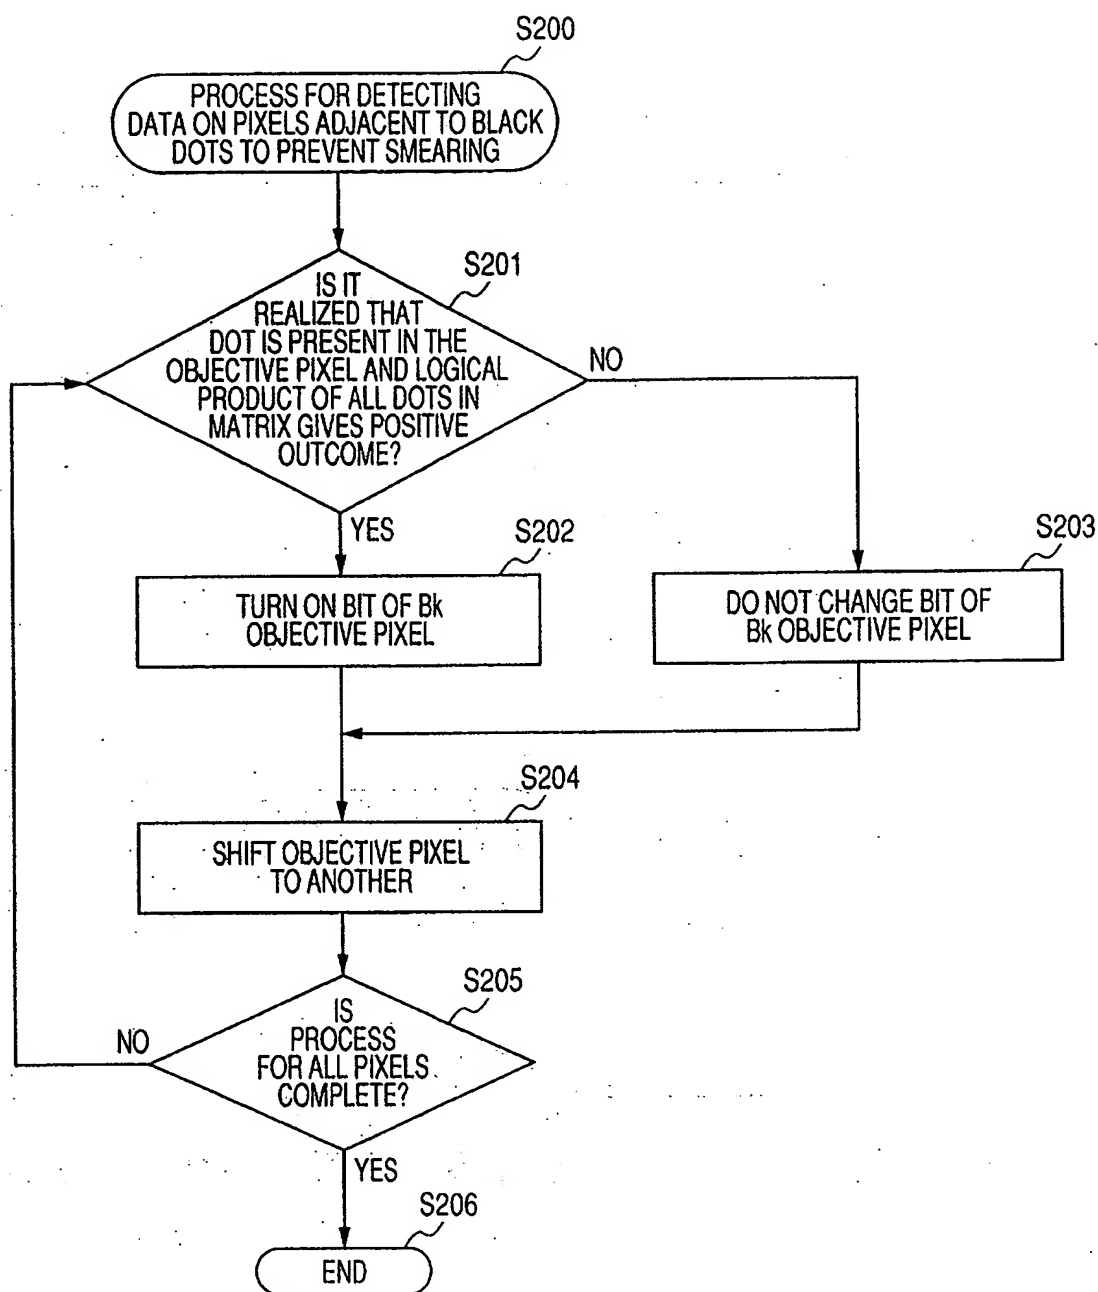 S200
PROCESS FOR DETECTING
DATA ON PIXELS ADJACENT TO BLACK
DOTS TO PREVENT SMEARING
S201
IS IT
REALIZED THAT
DOT IS PRESENT IN THE
OBJECTIVE PIXEL AND LOGICAL
PRODUCT OF ALL DOTS IN
MATRIX GIVES POSITIVE
OUTCOME?
NO
YES
S202
TURN ON BIT OF Bk
OBJECTIVE PIXEL
S203
DO NOT CHANGE BIT OF
Bk OBJECTIVE PIXEL
S204
SHIFT OBJECTIVE PIXEL
TO ANOTHER
S205
IS
PROCESS
FOR ALL PIXELS
COMPLETE?
NO
YES
S206
END